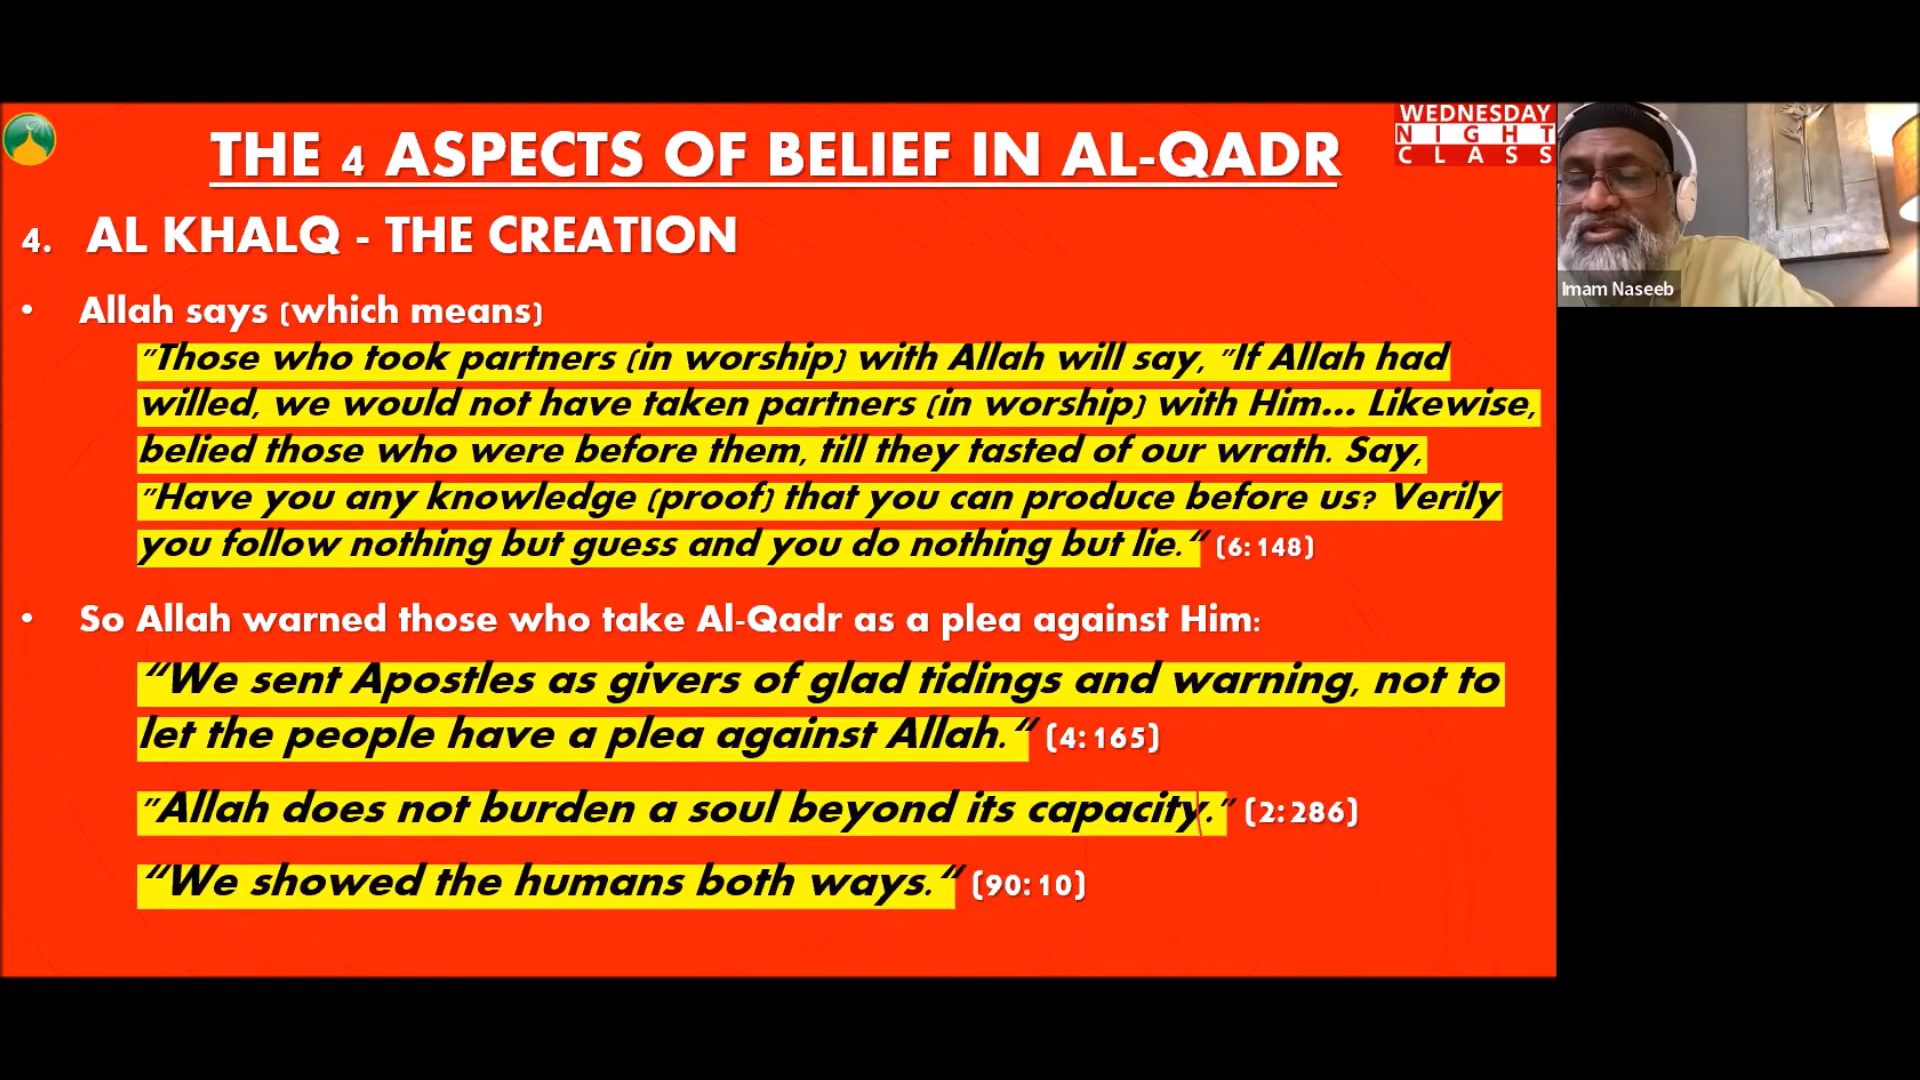 THE 4 ASPECTS OF BELIEF IN AL-QADR
WEDNESDAY
NIGHT
CLASS
4. AL KHALQ - THE CREATION
• Allah says (which means)
"Those who took partners (in worship) with Allah will say, "If Allah had
willed, we would not have taken partners (in worship) with Him... Likewise,
belied those who were before them, till they tasted of our wrath. Say,
"Have you any knowledge (proof) that you can produce before us? Verily
you follow nothing but guess and you do nothing but lie.“ (6:148)
• So Allah warned those who take Al-Qadr as a plea against Him:
“We sent Apostles as givers of glad tidings and warning, not to
let the people have a plea against Allah.“ (4:165)
"Allah does not burden a soul beyond its capacity." (2:286)
“We showed the humans both ways.“ (90:10)
Imam Naseeb